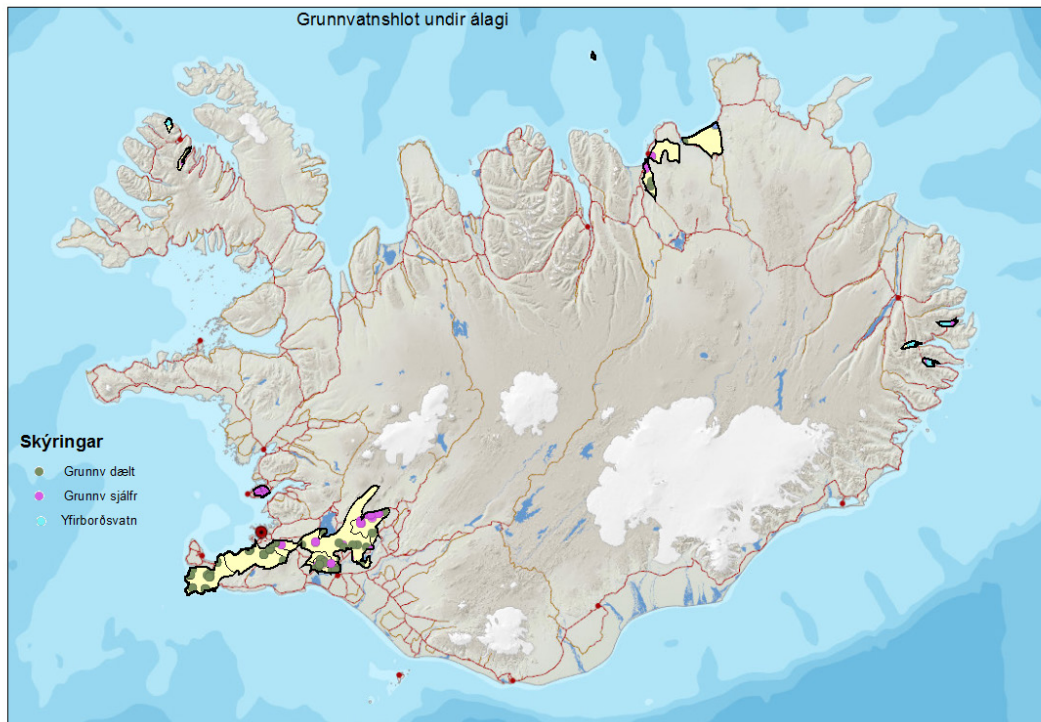 Grunnvatnshlot undir álagi
Skýringar
Grunnv dælt
Grunnv sjálfr
Yfirborðsvatn